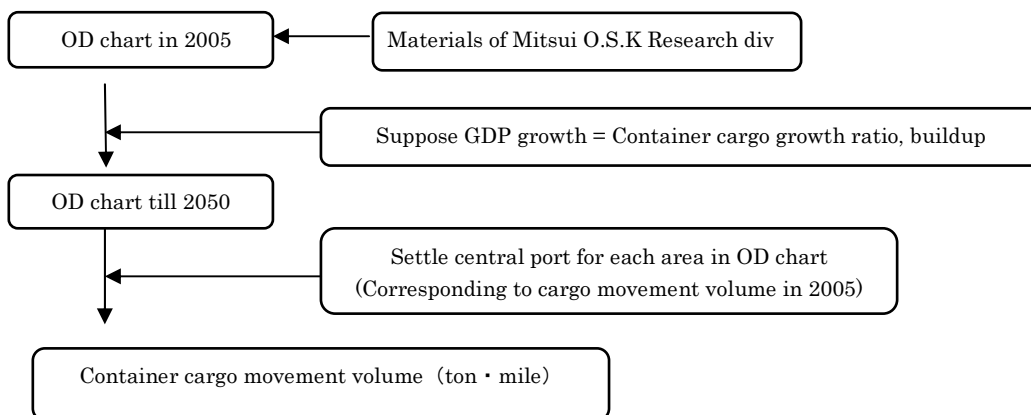 OD chart in 2005
Materials of Mitsui O.S.K Research div
Suppose GDP growth = Container cargo growth ratio, buildup
OD chart till 2050
Settle central port for each area in OD chart
(Corresponding to cargo movement volume in 2005)
Container cargo movement volume（ton・mile）